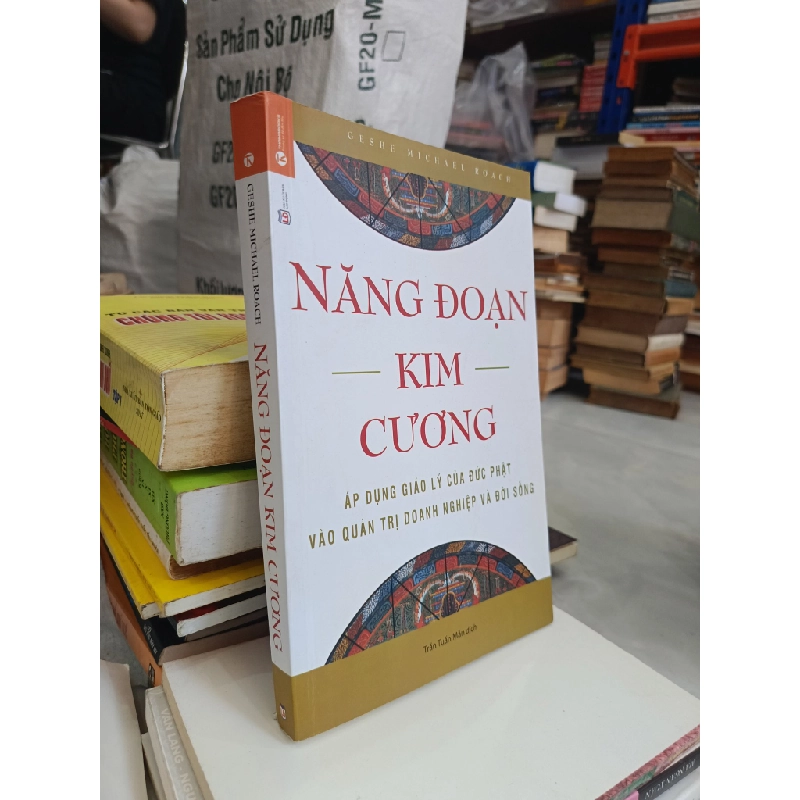 Sản Phẩm Sử Dụng
Cho Nội Bộ
GF20-M
GESHE MICHAEL ROACH
NĂNG ĐOẠN
KIM
CƯƠNG
ÁP DỤNG GIÁO LÝ CỦA ĐỨC PHẬT
VÀO QUẢN TRỊ DOANH NGHIỆP VÀ ĐỜI SỐNG
Trần Tuấn Mẫn dịch
GESHE MICHAEL ROACH
NĂNG ĐOẠN KIM CƯƠNG
CHÚNG TÔI